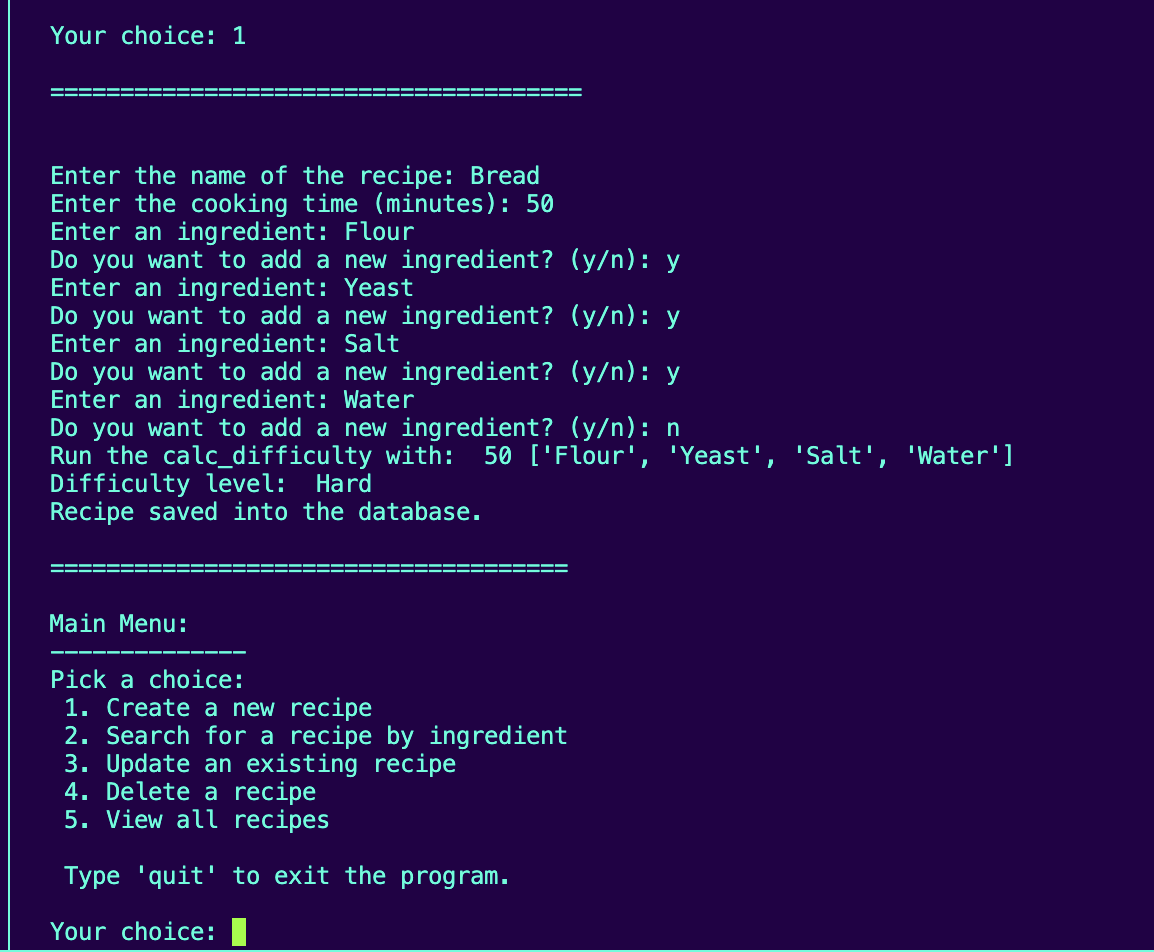 Your choice: 1
======================================
Enter the name of the recipe: Bread
Enter the cooking time (minutes): 50
Enter an ingredient: Flour
Do you want to add a new ingredient? (y/n): y
Enter an ingredient: Yeast
Do you want to add a new ingredient? (y/n): y
Enter an ingredient: Salt
Do you want to add a new ingredient? (y/n): y
Enter an ingredient: Water
Do you want to add a new ingredient? (y/n): n
Run the calc_difficulty with:  50 ['Flour', 'Yeast', 'Salt', 'Water']
Difficulty level:  Hard
Recipe saved into the database.
=====================================
Main Menu:
--------------
Pick a choice:
 1. Create a new recipe
 2. Search for a recipe by ingredient
 3. Update an existing recipe
 4. Delete a recipe
 5. View all recipes
 Type 'quit' to exit the program.
Your choice: